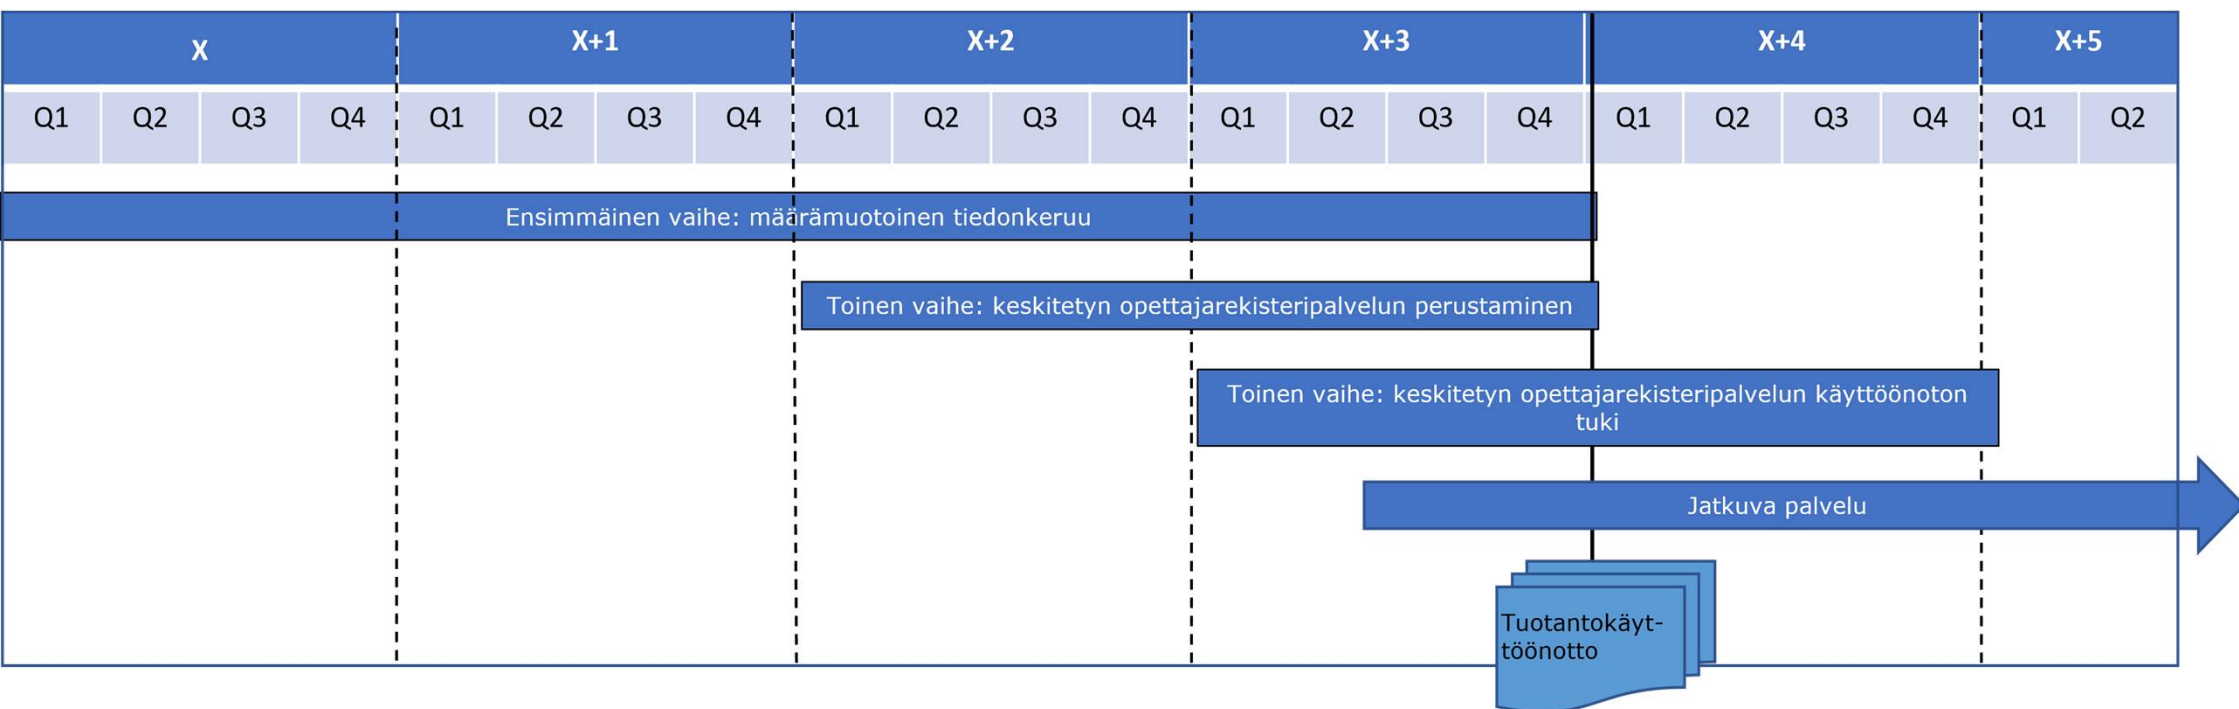 X X+1 X+2 X+3 X+4 X+5
Q1 Q2 Q3 Q4 Q1 Q2 Q3 Q4 Q1 Q2 Q3 Q4 Q1 Q2 Q3 Q4 Q1 Q2 Q3 Q4 Q1 Q2
Ensimmäinen vaihe: määrämuotoinen tiedonkeruu
Toinen vaihe: keskitetyn opettajarekisteripalvelun perustaminen
Toinen vaihe: keskitetyn opettajarekisteripalvelun käyttöönoton
tuki
Jatkuva palvelu
Tuotantokäyt-
töönotto